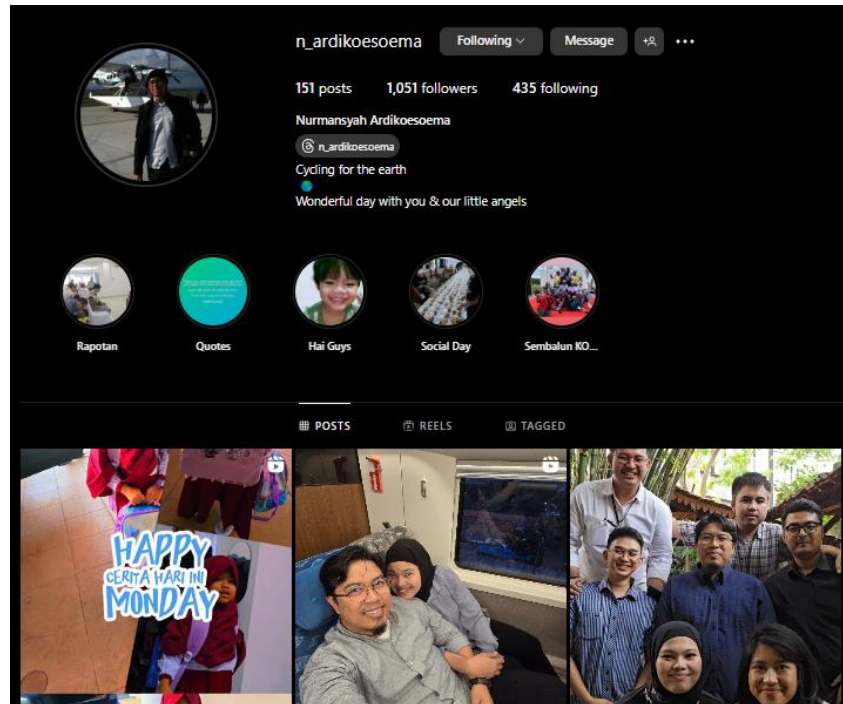 n_ardikoesoema Following Message
151 posts 1,051 followers 435 following
Nurmansyah Ardikoesoema
n_ardikoesoema
Cycling for the earth
Wonderful day with you & our little angels
Rapotan Quotes Hai Guys Social Day Sembalun KO...
POSTS REELS TAGGED
HAPPY
CERITA HARI INI
MONDAY